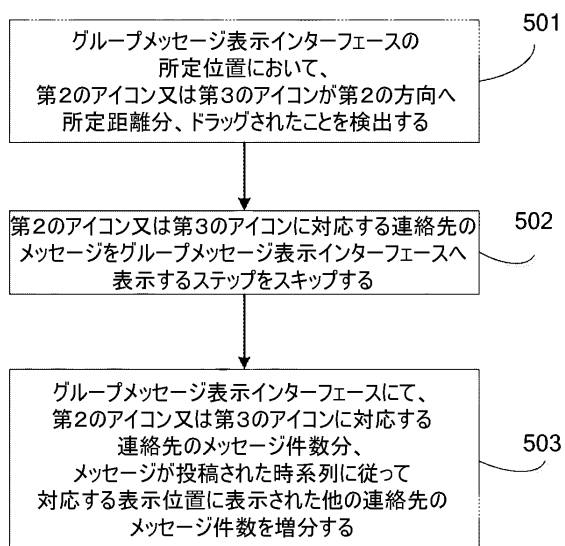 グループメッセージ表示インターフェースの
所定位置において、
第2のアイコン又は第3のアイコンが第2の方向へ
所定距離分、ドラッグされたことを検出する
501
第2のアイコン又は第3のアイコンに対応する連絡先の
メッセージをグループメッセージ表示インターフェースへ
表示するステップをスキップする
502
グループメッセージ表示インターフェースにて、
第2のアイコン又は第3のアイコンに対応する
連絡先のメッセージ件数分、
メッセージが投稿された時系列に従って
対応する表示位置に表示された他の連絡先の
メッセージ件数を増分する
503